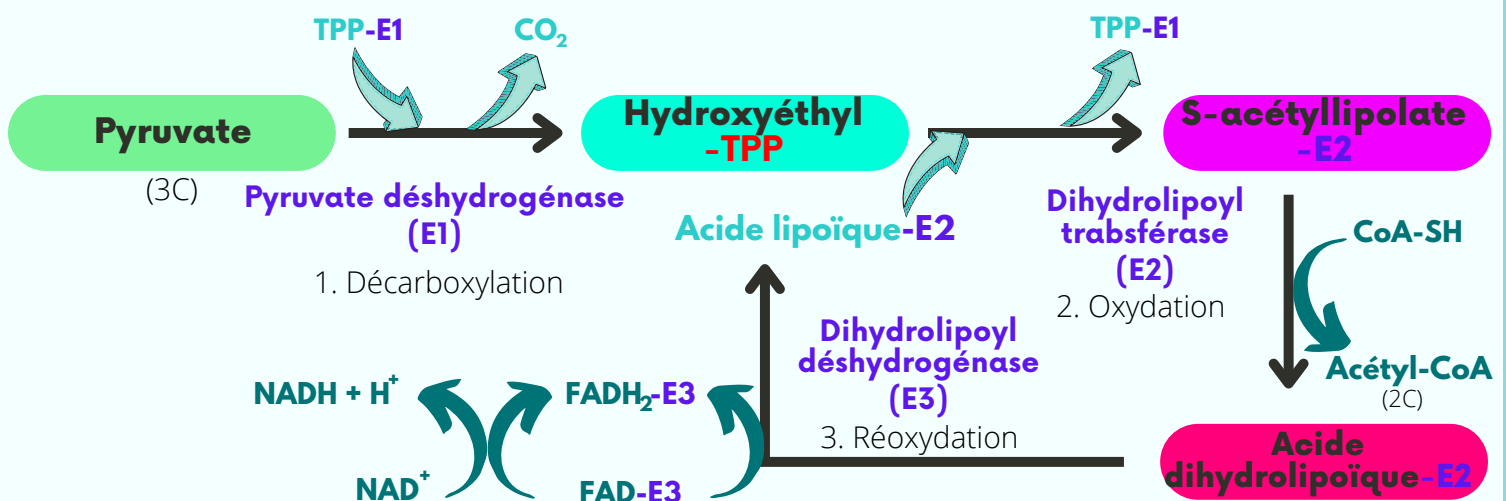 TPP-E1
CO₂
TPP-E1
Pyruvate
Hydroxyéthyl
-TPP
S-acétyllipolate
-E2
(3C)
Pyruvate déshydrogénase
(E1)
1. Décarboxylation
Acide lipoïque-E2
Dihydrolipoyl
trabsférase
(E2)
2. Oxydation
CoA-SH
Acétyl-CoA
(2C)
Dihydrolipoyl
déshydrogénase
(E3)
3. Réoxydation
NADH + H⁺
FADH₂-E3
NAD⁺
FAD-E3
Acide
dihydrolipoïque-E2